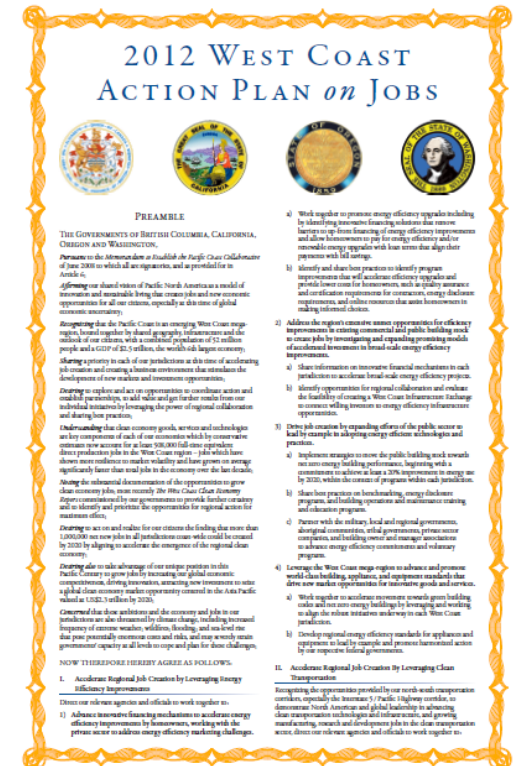 2012 West Coast
Action Plan on Jobs
THE GREAT SEAL OF THE STATE OF
CALIFORNIA
STATE OF OREGON
1859
THE SEAL OF THE STATE OF WASHINGTON
1889
Preamble
The Governments of British Columbia, California,
Oregon and Washington,
Pursuant to the Memorandum to Establish the Pacific Coast Collaborative
of June 2008 to which all are signatories, and as provided for in
Article 6;
Affirming our shared vision of Pacific North America as a model of
innovation and sustainable living that creates jobs and new economic
opportunities for all our citizens, especially at this time of global
economic uncertainty;
Recognizing that the Pacific Coast is an emerging West Coast mega-
region, bound together by shared geography, infrastructure and the
outlook of our citizens, with a combined population of 52 million
people and a GDP of $2.5 trillion, the world's 6th largest economy;
Sharing a priority in each of our jurisdictions at this time of accelerating
job creation and creating a business environment that stimulates the
development of new markets and investment opportunities;
Desiring to explore and act on opportunities to coordinate action and
establish partnerships, to add value and get further results from our
individual initiatives by leveraging the power of regional collaboration
and sharing best practices;
Understanding that clean economy goods, services and technologies
are key components of each of our economies which by conservative
estimates now account for at least 508,000 full-time equivalent
direct production jobs in the West Coast region – jobs which have
shown more resilience to market volatility and have grown on average
significantly faster than total jobs in the economy over the last decade;
Noting the substantial documentation of the opportunities to grow
clean economy jobs; most recently The West Coast Clean Economy
Report commissioned by our governments to provide further certainty
and to identify and prioritize the opportunities for regional action for
maximum effect;
Desiring to act on and realize for our citizens the finding that more than
1,000,000 net new jobs in all jurisdictions coast-wide could be created
by 2020 by aligning to accelerate the emergence of the regional clean
economy;
Desiring also to take advantage of our unique position in this
Pacific Century to grow jobs by increasing our global economic
competitiveness, driving innovation, attracting new investment to seize
a global clean economy market opportunity centered in the Asia Pacific
valued as US$2.3 trillion by 2020;
Concerned that these ambitions and the economy and jobs in our
jurisdictions are also threatened by climate change, including increased
frequency of extreme weather; wildfires, flooding; and sea-level rise
that pose potentially enormous costs and risks, and may severely strain
governments' capacity at all levels to cope and plan for these challenges;
NOW THEREFORE HEREBY AGREE AS FOLLOWS:
I. Accelerate Regional Job Creation by Leveraging Energy
Efficiency Improvements
Direct our relevant agencies and officials to work together to:
1) Advance innovative financing mechanisms to accelerate energy
efficiency improvements by homeowners, working with the
private sector to address energy efficiency marketing challenges.
a) Work together to promote energy efficiency upgrades including
by identifying innovative financing solutions that remove
barriers to up-front financing of energy efficiency improvements
and allow homeowners to pay for energy efficiency and/or
renewable energy upgrades with loan terms that align their
payments with bill savings.
b) Identify and share best practices to identify program
improvements that will accelerate efficiency upgrades and
provide lower costs for homeowners, such as quality assurance
and certification requirements for contractors, energy disclosure
requirements, and online resources that assist homeowners in
making informed choices.
2) Address the region's extensive unmet opportunities for efficiency
improvements in existing commercial and public building stock
to create jobs by investigating and expanding promising models
of accelerated investment in broad-scale energy efficiency
improvements.
a) Share information on innovative financial mechanisms in each
jurisdiction to accelerate broad-scale energy efficiency projects.
b) Identify opportunities for regional collaboration and evaluate
the feasibility of creating a West Coast Infrastructure Exchange
to connect willing investors to energy efficiency infrastructure
opportunities.
3) Drive job creation by expanding efforts of the public sector to
lead by example in adopting energy efficient technologies and
practices.
a) Implement strategies to move the public building stock towards
net zero energy building performance, beginning with a
commitment to achieve at least a 20% improvement in energy use
by 2020, within the context of programs within each jurisdiction.
b) Share best practices on benchmarking, energy disclosure
programs, and building operations and maintenance training
and education programs.
c) Partner with the military, local and regional governments,
aboriginal communities, tribal governments, private sector
companies, and building owner and manager associations
to advance energy efficiency commitments and voluntary
programs.
4) Leverage the West Coast mega-region to advance and promote
world-class building, appliance, and equipment standards that
drive new market opportunities for innovative goods and services.
a) Work together to accelerate movement towards green building
codes and net zero energy buildings by leveraging and working
to align the robust initiatives underway in each West Coast
jurisdiction.
b) Develop regional energy efficiency standards for appliances and
equipment to lead by example and promote harmonized action
by our respective federal governments.
II. Accelerate Regional Job Creation By Leveraging Clean
Transportation
Recognizing the opportunities provided by our north-south transportation
corridors, especially the Interstate 5 / Pacific Highway corridor, to
demonstrate North American and global leadership in advancing
clean transportation technologies and infrastructure, and growing
manufacturing, research and development jobs in the clean transportation
sector, direct our relevant agencies and officials to work together to: